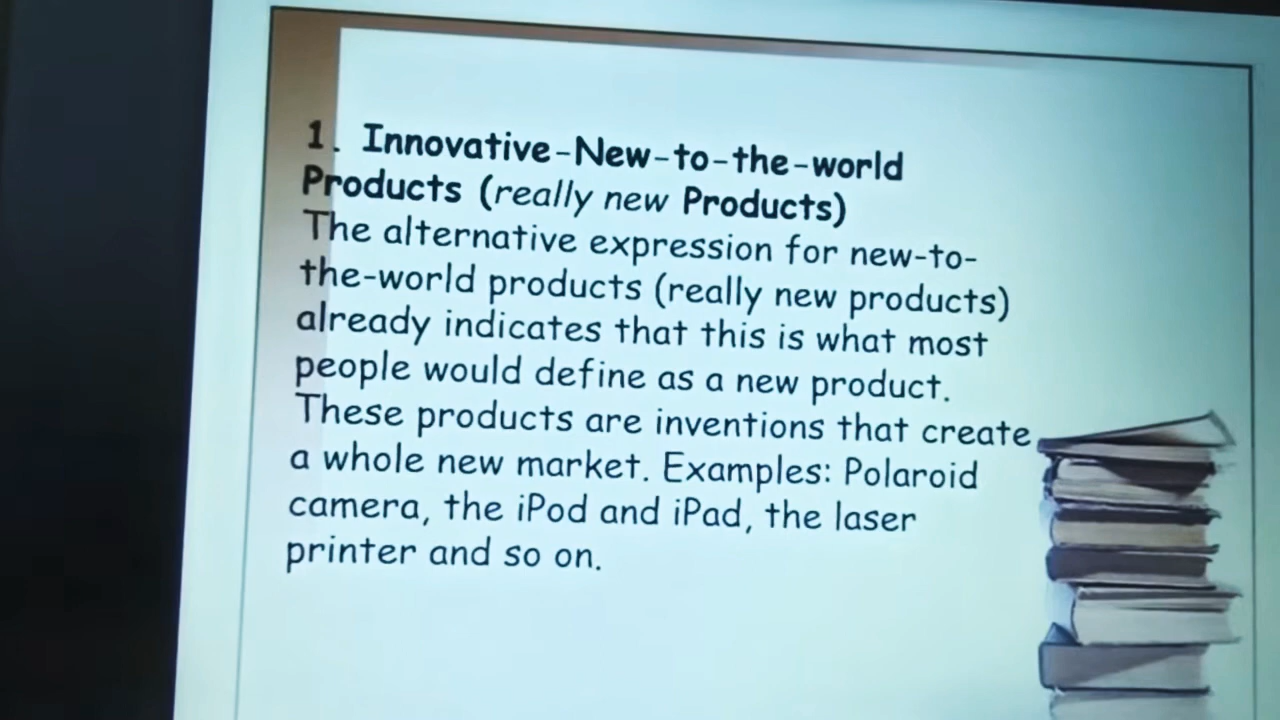 1. Innovative-New-to-the-world
Products (really new Products)
The alternative expression for new-to-
the-world products (really new products)
already indicates that this is what most
people would define as a new product.
These products are inventions that create
a whole new market. Examples: Polaroid
camera, the iPod and iPad, the laser
printer and so on.